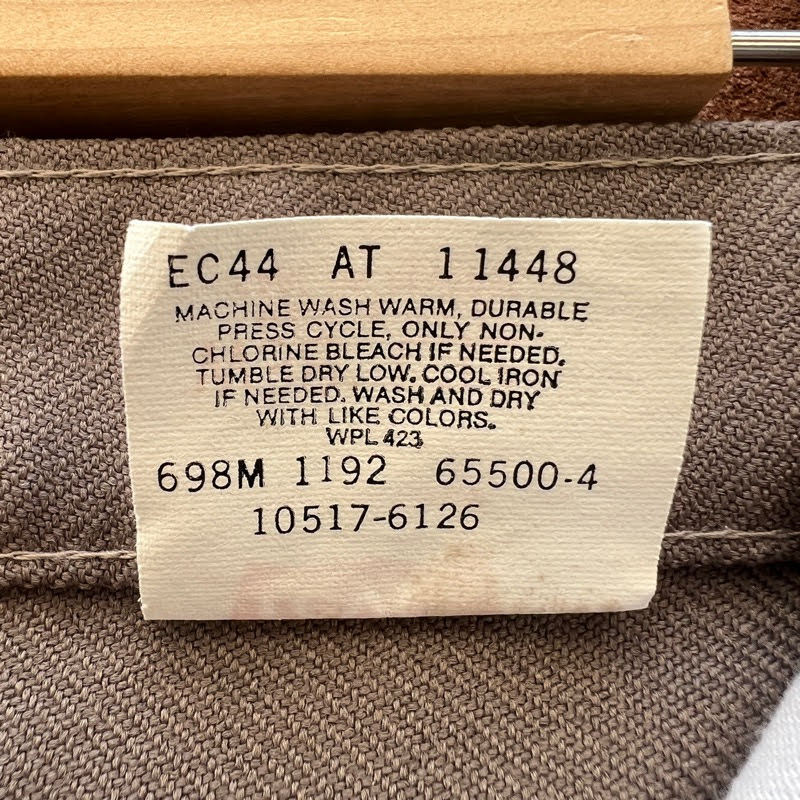 EC44 AT 11448
MACHINE WASH WARM, DURABLE
PRESS CYCLE, ONLY NON-
CHLORINE BLEACH IF NEEDED.
TUMBLE DRY LOW. COOL IRON
IF NEEDED. WASH AND DRY
WITH LIKE COLORS.
WPL 423
698M 1192 65500-4
10517-6126